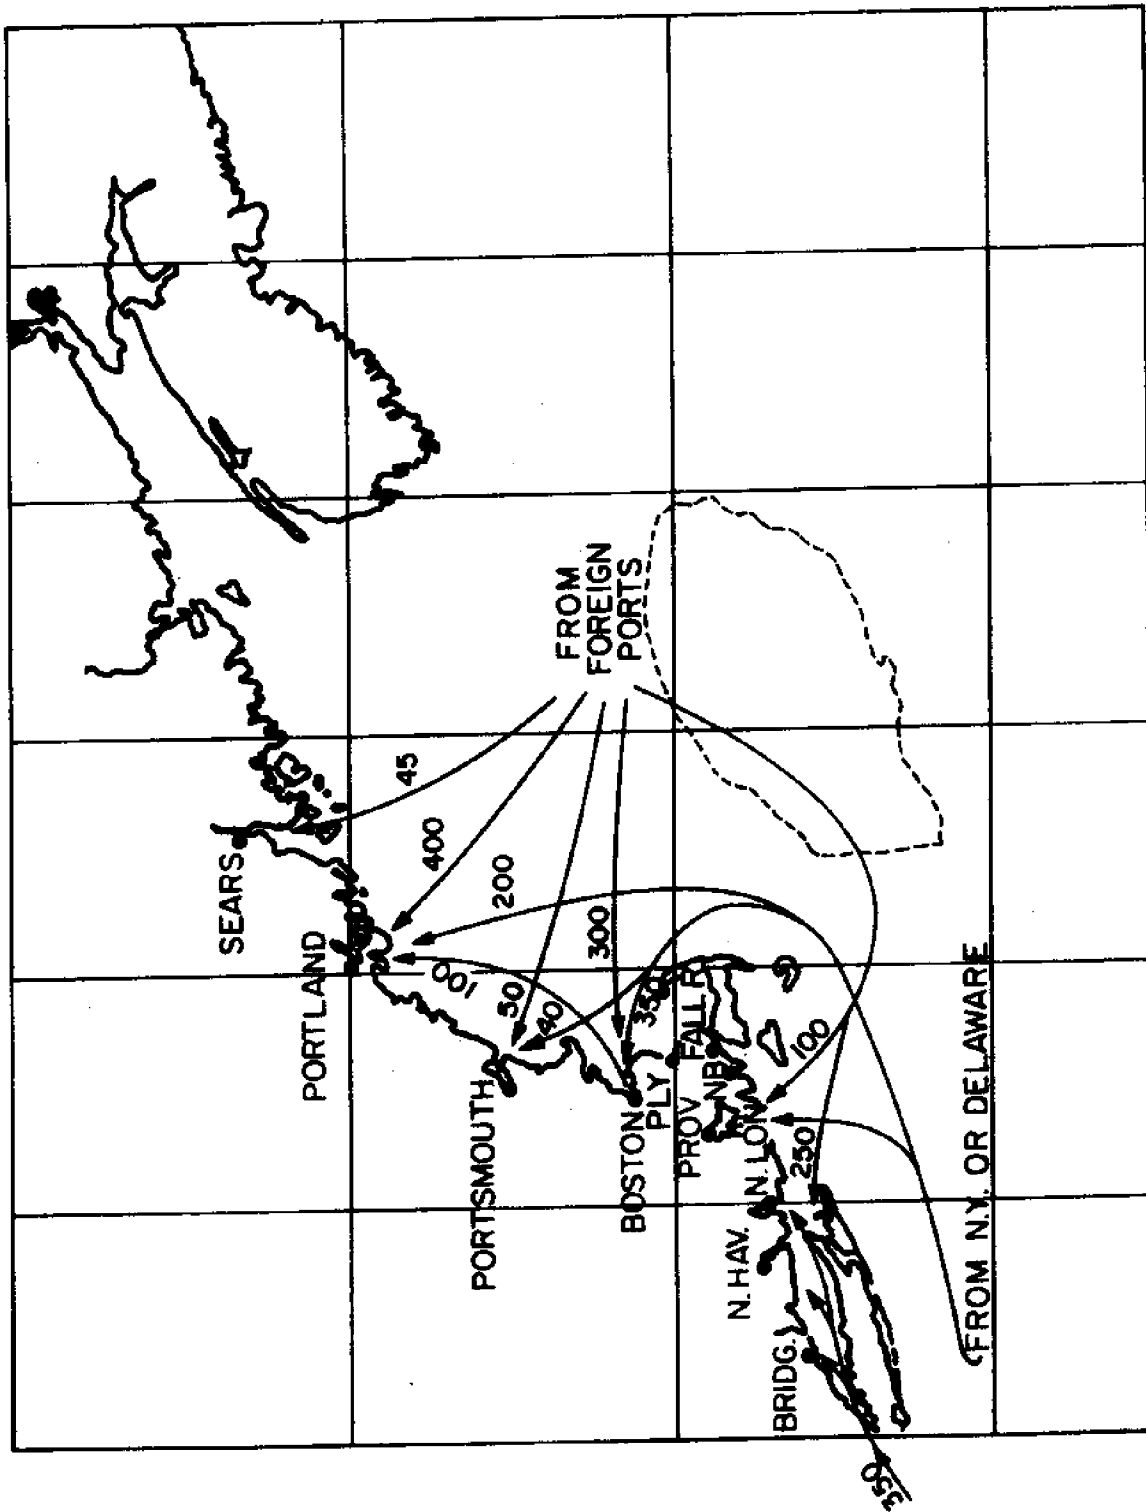 SEARS
PORTLAND
PORTSMOUTH
BOSTON
PLY
PROV
FALL R
NB
N. LON
N. HAV.
BRIDG.
FROM
FOREIGN
PORTS
45
400
200
100
50
40
300
350
100
250
350
FROM N.Y. OR DELAWARE